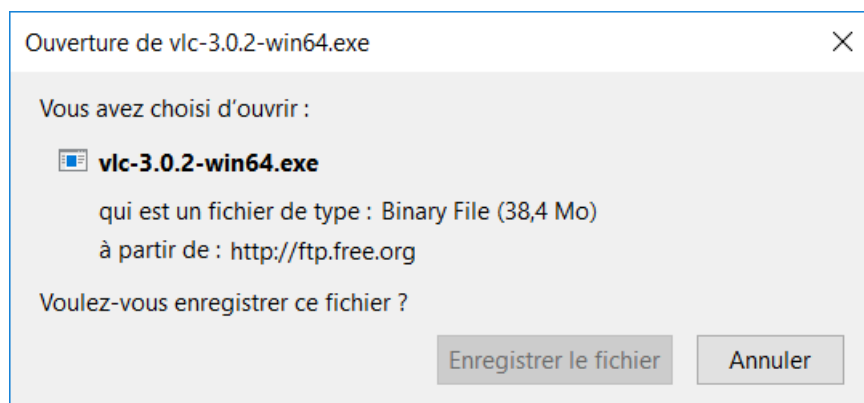 Ouverture de vlc-3.0.2-win64.exe
Vous avez choisi d’ouvrir :
vlc-3.0.2-win64.exe
qui est un fichier de type : Binary File (38,4 Mo)
à partir de : http://ftp.free.org
Voulez-vous enregistrer ce fichier ?
Enregistrer le fichier Annuler